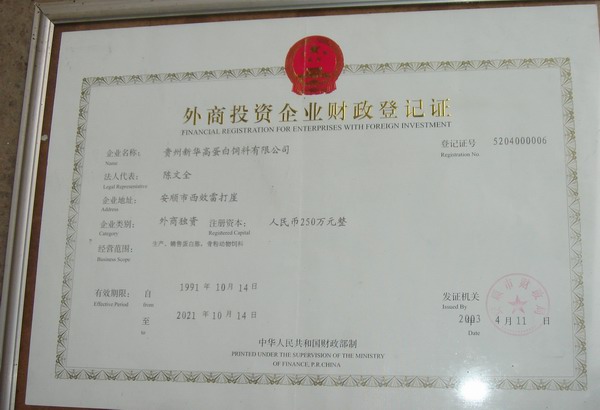 外商投资企业财政登记证
FINANCIAL REGISTRATION FOR ENTERPRISES WITH FOREIGN INVESTMENT
登记证号 5204000006
Registration No.
企业名称: 贵州新华高蛋白饲料有限公司
Name
法人代表: 陈文全
Legal Representative
企业地址: 安顺市西效雷打崖
Address
企业类别: 外商独资 注册资本: 人民币250万元整
Category Registered Capital
经营范围: 生产、
Business Scope
有效期限: 自 1991 年 10 月 14 日
Effective Period from
至 2021 年 10 月 14 日
to
发证机关
Issued By
2003 年 4 月 11 日
Date
财政局
中华人民共和国财政部制
PRINTED UNDER THE SUPERVISION OF THE MINISTRY
OF FINANCE, P.R.CHINA